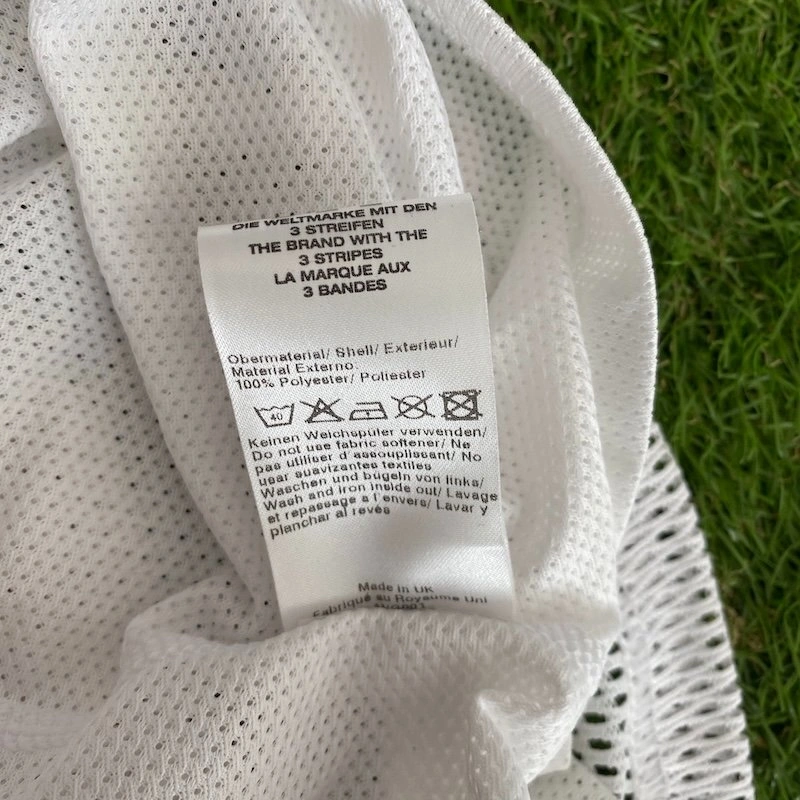 DIE WELTMARKE MIT DEN
3 STREIFEN
THE BRAND WITH THE
3 STRIPES
LA MARQUE AUX
3 BANDES
Obermaterial/ Shell/ Exterieur/
Material Externo.
100% Polyester/ Poliester
40
Keinen Weichspüler verwenden/
Do not use fabric softener/ Ne
pas utiliser d'assouplissant/ No
usar suavizantes textiles
Waschen und bügeln von links/
Wash and iron inside out/ Lavage
et repassage a l'envers/ Lavar y
planchar al revés
Made in UK
Fabriqué au Royaume Uni